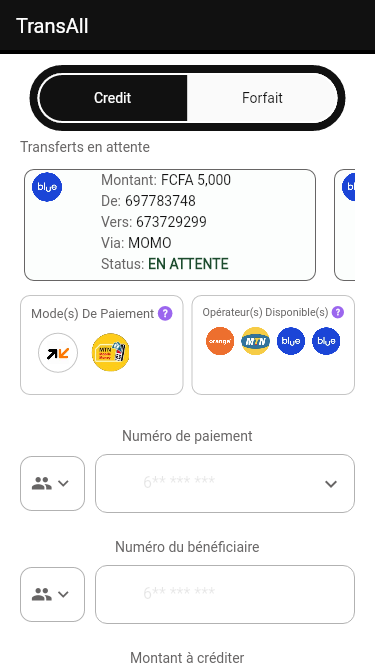 TransAll
Credit
Forfait
Transferts en attente
blue
Montant: FCFA 5,000
De: 697783748
Vers: 673729299
Via: MOMO
Status: EN ATTENTE
Mode(s) De Paiement ?
Opérateur(s) Disponible(s) ?
orange
MTN
blue
blue
Numéro de paiement
6** *** ***
Numéro du bénéficiaire
6** *** ***
Montant à créditer